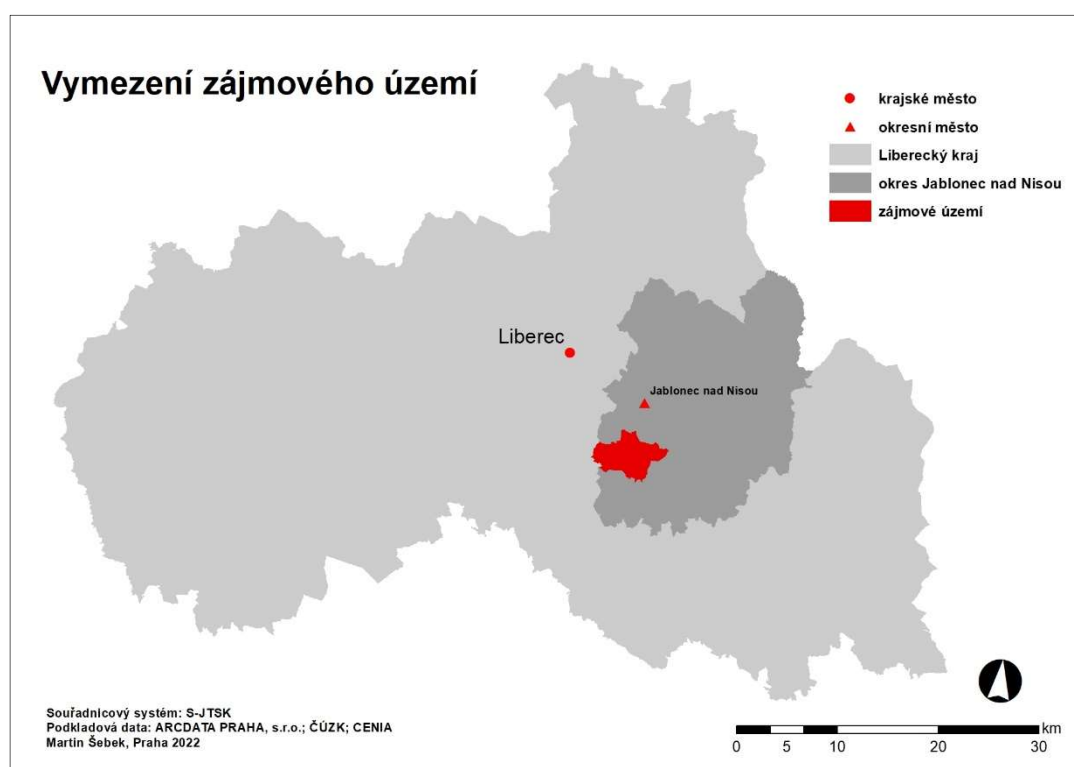 Vymezení zájmového území
krajské město
okresní město
Liberecký kraj
okres Jablonec nad Nisou
zájmové území
Liberec
Jablonec nad Nisou
Souřadnicový systém: S-JTSK
Podkladová data: ARCDATA PRAHA, s.r.o.; ČÚZK; CENIA
Martin Šebek, Praha 2022
km
0 5 10 20 30